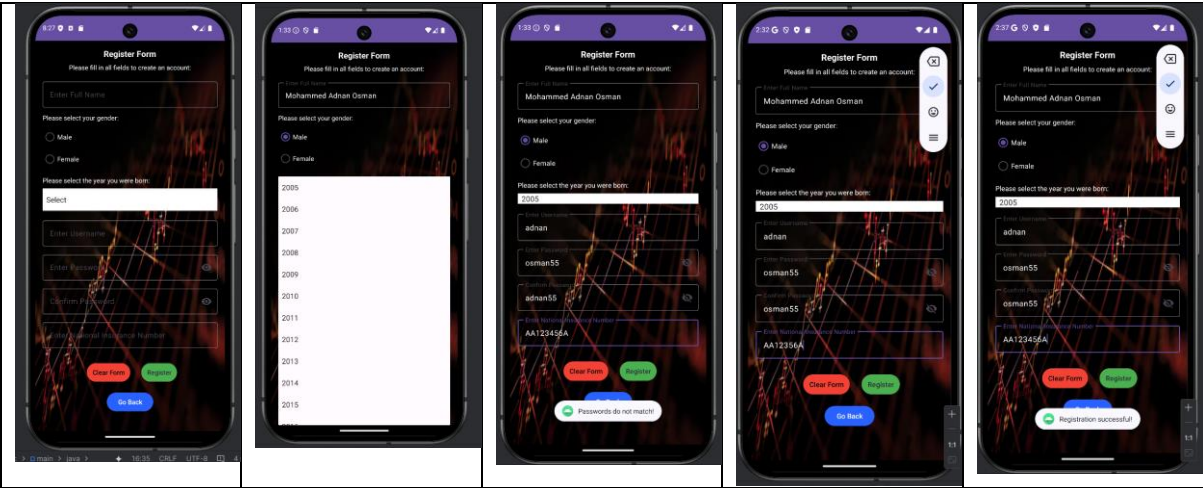 8:27
Register Form
Please fill in all fields to create an account:
Enter Full Name
Please select your gender:
Male
Female
Please select the year you were born:
Select
Enter Username
Enter Password
Confirm Password
Enter National Insurance Number
Clear Form
Register
Go Back
main > java >
16:35 CRLF UTF-8 4
1:33
Register Form
Please fill in all fields to create an account:
Enter Full Name
Mohammed Adnan Osman
Please select your gender:
Male
Female
2005
2006
2007
2008
2009
2010
2011
2012
2013
2014
2015
1:33
Register Form
Please fill in all fields to create an account:
Enter Full Name
Mohammed Adnan Osman
Please select your gender:
Male
Female
Please select the year you were born:
2005
Enter Username
adnan
Enter Password
osman55
Confirm Password
adnan55
Enter National Insurance Number
AA123456A
Clear Form
Register
Passwords do not match!
2:32 G
Register Form
Please fill in all fields to create an account:
Enter Full Name
Mohammed Adnan Osman
Please select your gender:
Male
Female
Please select the year you were born:
2005
Enter Username
adnan
Enter Password
osman55
Confirm Password
osman55
Enter National Insurance Number
AA12356A
Clear Form
Register
Go Back
1:1
2:37 G
Register Form
Please fill in all fields to create an account:
Enter Full Name
Mohammed Adnan Osman
Please select your gender:
Male
Female
Please select the year you were born:
2005
Enter Username
adnan
Enter Password
osman55
Confirm Password
osman55
Enter National Insurance Number
AA123456A
Clear Form
Register
Registration successful!
1:1